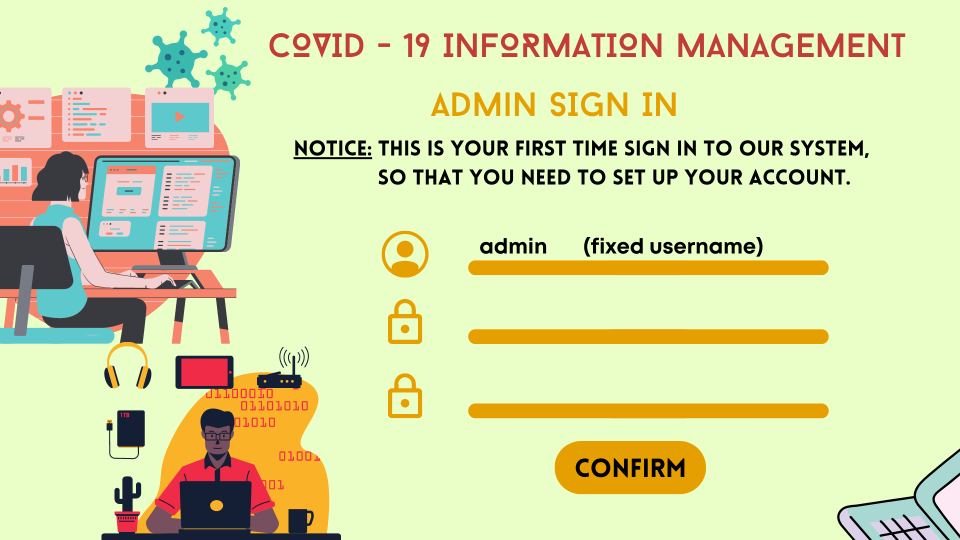 COVID - 19 INFORMATION MANAGEMENT
ADMIN SIGN IN
NOTICE: THIS IS YOUR FIRST TIME SIGN IN TO OUR SYSTEM,
SO THAT YOU NEED TO SET UP YOUR ACCOUNT.
admin (fixed username)
01100010
01101010
01010
01001
001
1TB
CONFIRM